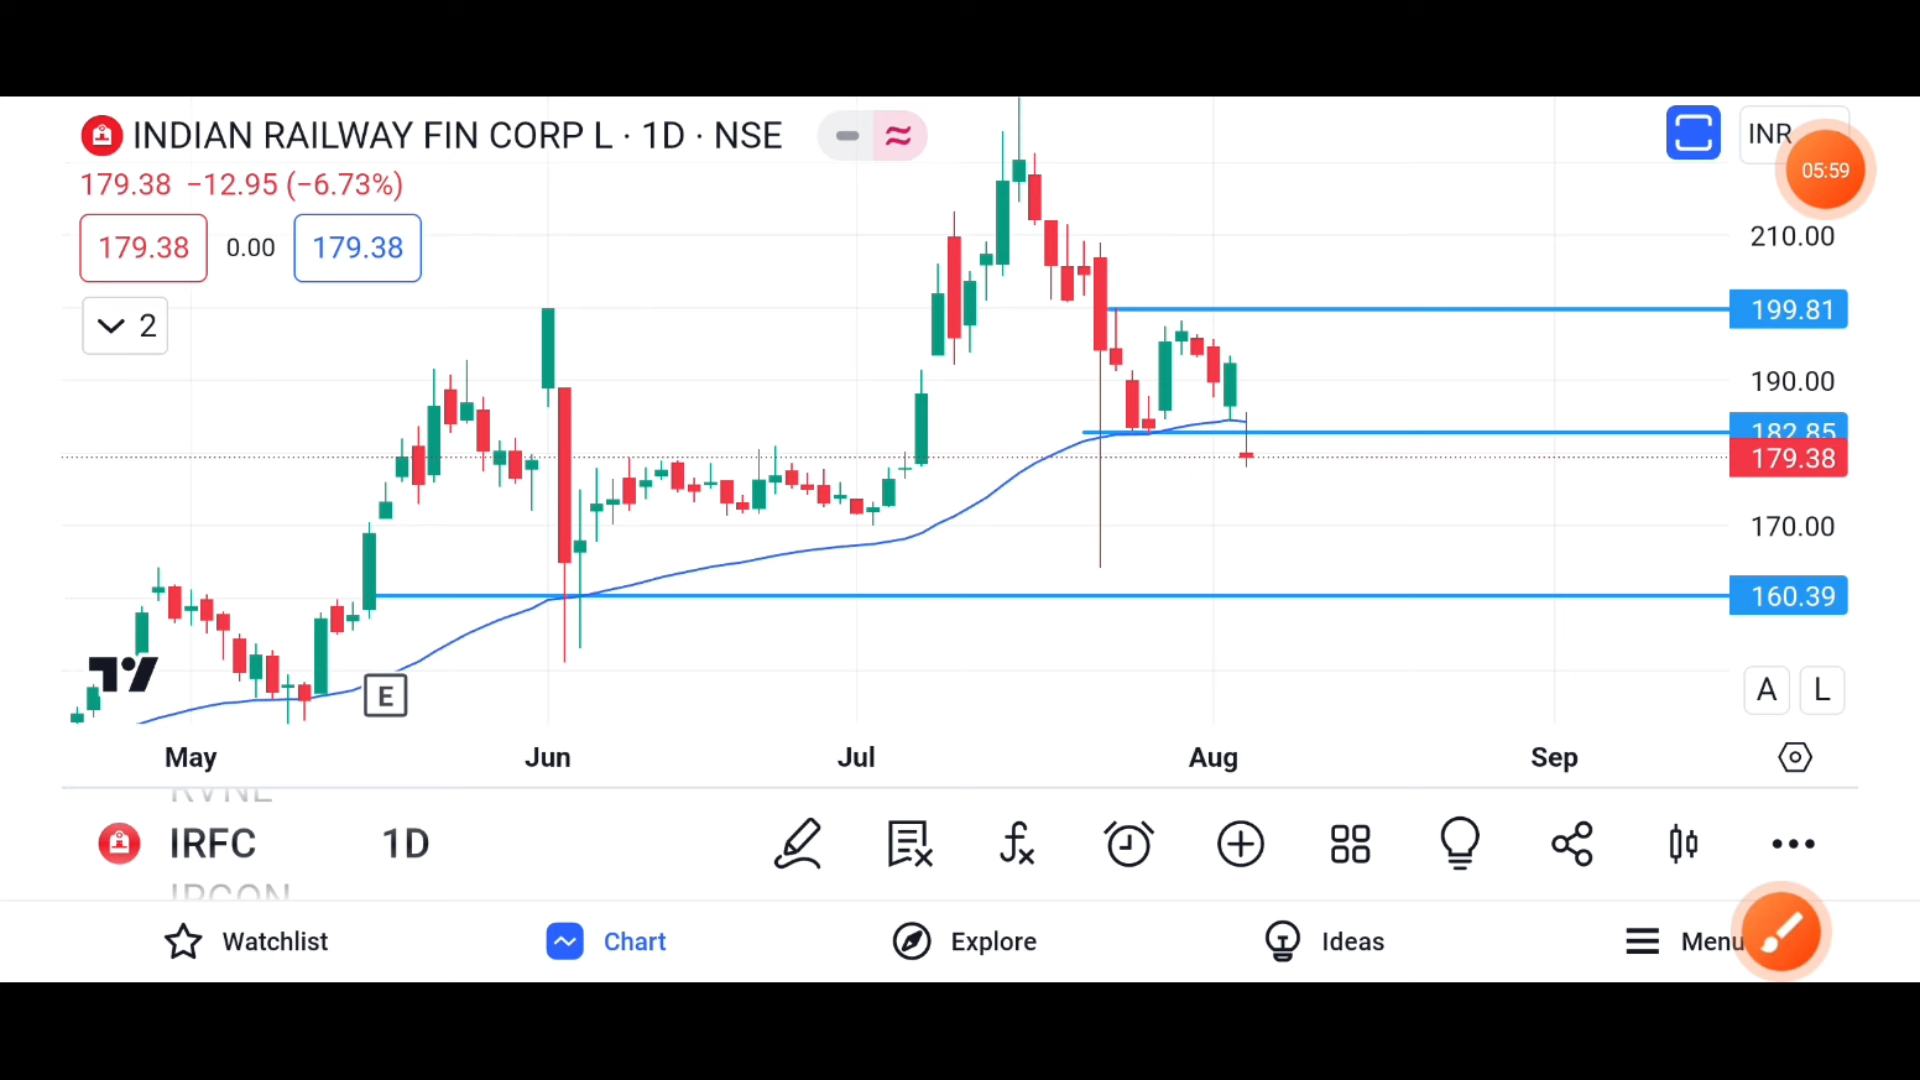 INDIAN RAILWAY FIN CORP L · 1D · NSE
INR
05:59
179.38 −12.95 (−6.73%)
179.38 0.00 179.38
2
210.00
199.81
190.00
182.85
179.38
170.00
160.39
E
A L
May Jun Jul Aug Sep
RVNL
IRFC 1D
IRCON
Watchlist Chart Explore Ideas Menu